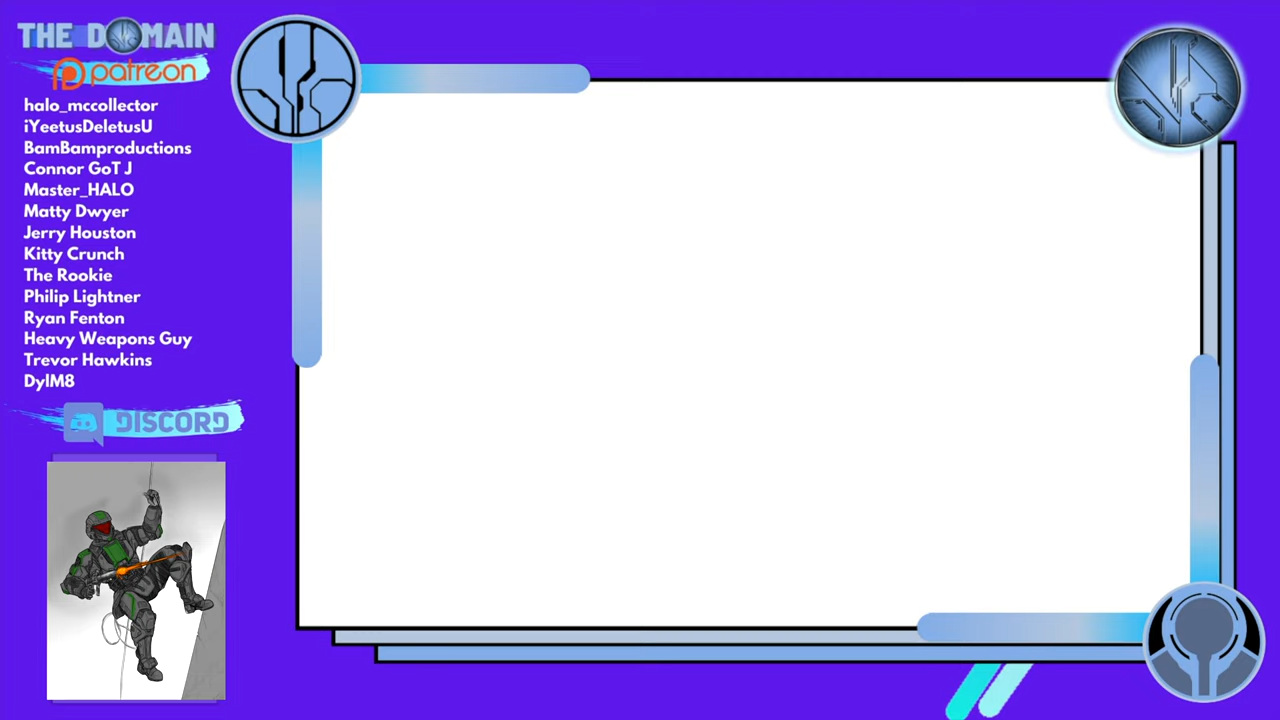 THE DOMAIN
patreon
halo_mccollector
iYeetusDeletusU
BamBamproductions
Connor GoT J
Master_HALO
Matty Dwyer
Jerry Houston
Kitty Crunch
The Rookie
Philip Lightner
Ryan Fenton
Heavy Weapons Guy
Trevor Hawkins
DylM8
DISCORD